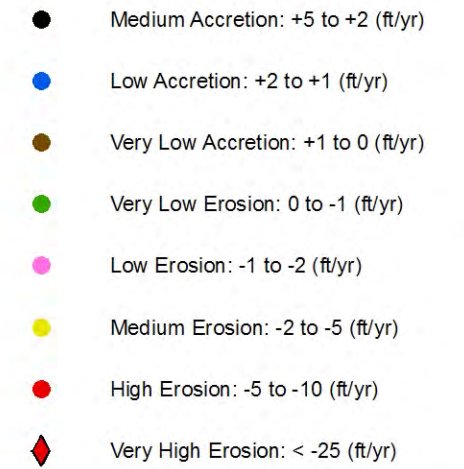 Medium Accretion: +5 to +2 (ft/yr)
Low Accretion: +2 to +1 (ft/yr)
Very Low Accretion: +1 to 0 (ft/yr)
Very Low Erosion: 0 to -1 (ft/yr)
Low Erosion: -1 to -2 (ft/yr)
Medium Erosion: -2 to -5 (ft/yr)
High Erosion: -5 to -10 (ft/yr)
Very High Erosion: < -25 (ft/yr)